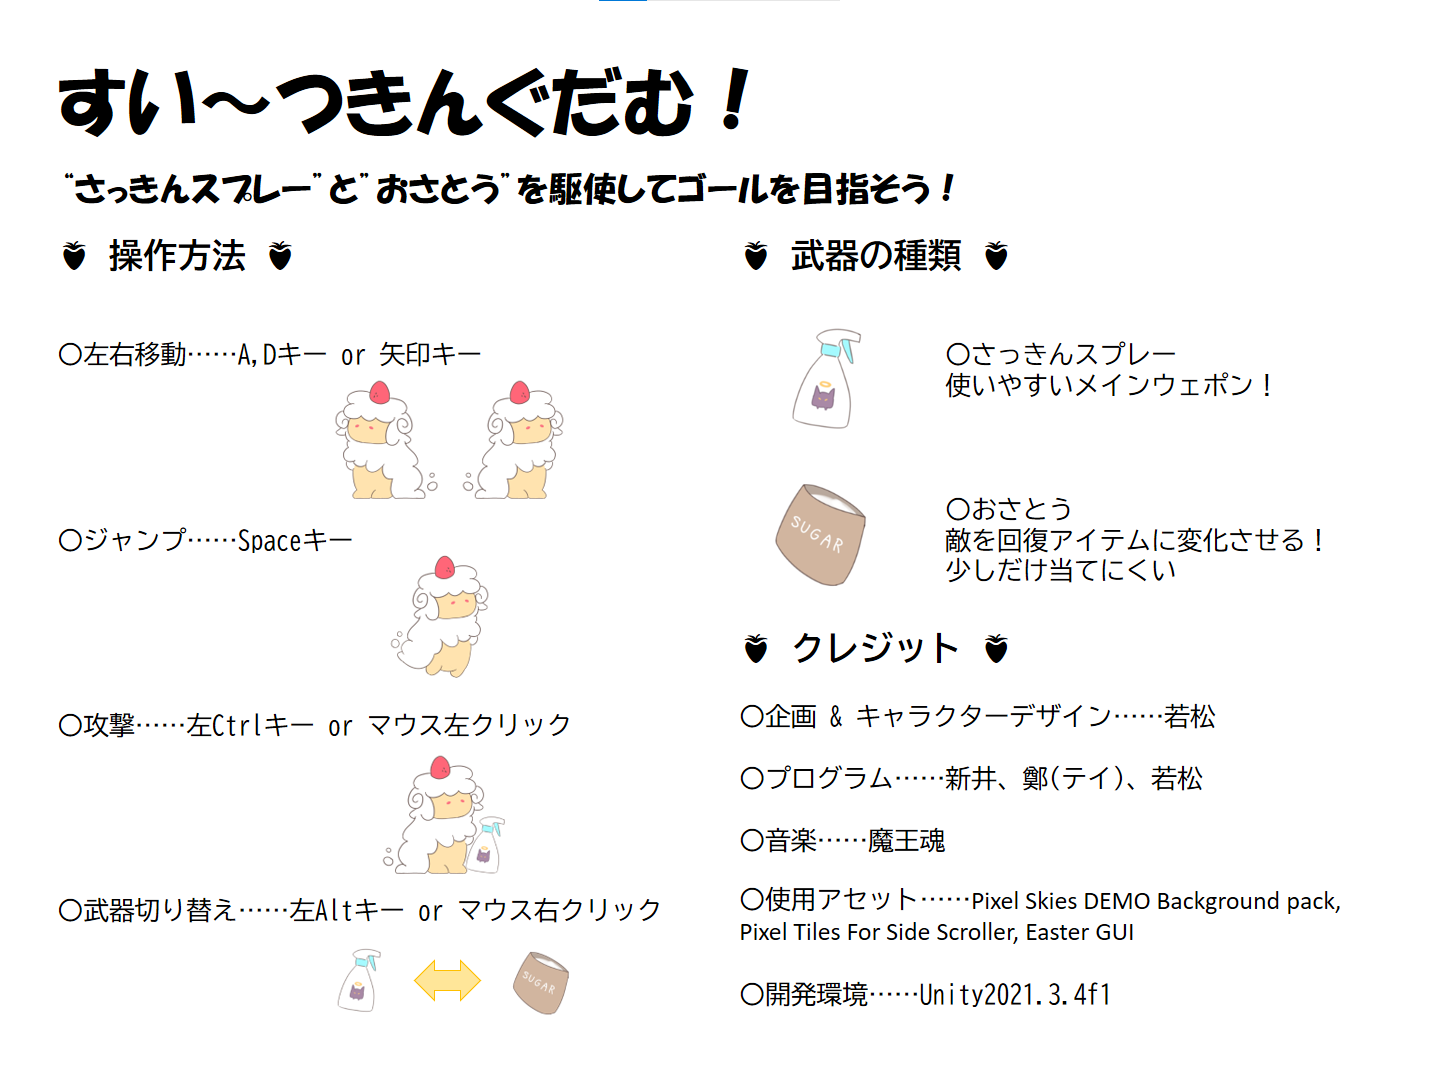 すい～つきんぐだむ！
“さっきんスプレー”と”おさとう”を駆使してゴールを目指そう！
操作方法
〇左右移動……A,Dキー or 矢印キー
〇ジャンプ……Spaceキー
〇攻撃……左Ctrlキー or マウス左クリック
〇武器切り替え……左Altキー or マウス右クリック
SUGAR
武器の種類
〇さっきんスプレー
使いやすいメインウェポン！
SUGAR
〇おさとう
敵を回復アイテムに変化させる！
少しだけ当てにくい
クレジット
〇企画 & キャラクターデザイン……若松
〇プログラム……新井、鄭(テイ)、若松
〇音楽……魔王魂
〇使用アセット……Pixel Skies DEMO Background pack,
Pixel Tiles For Side Scroller, Easter GUI
〇開発環境……Unity2021.3.4f1